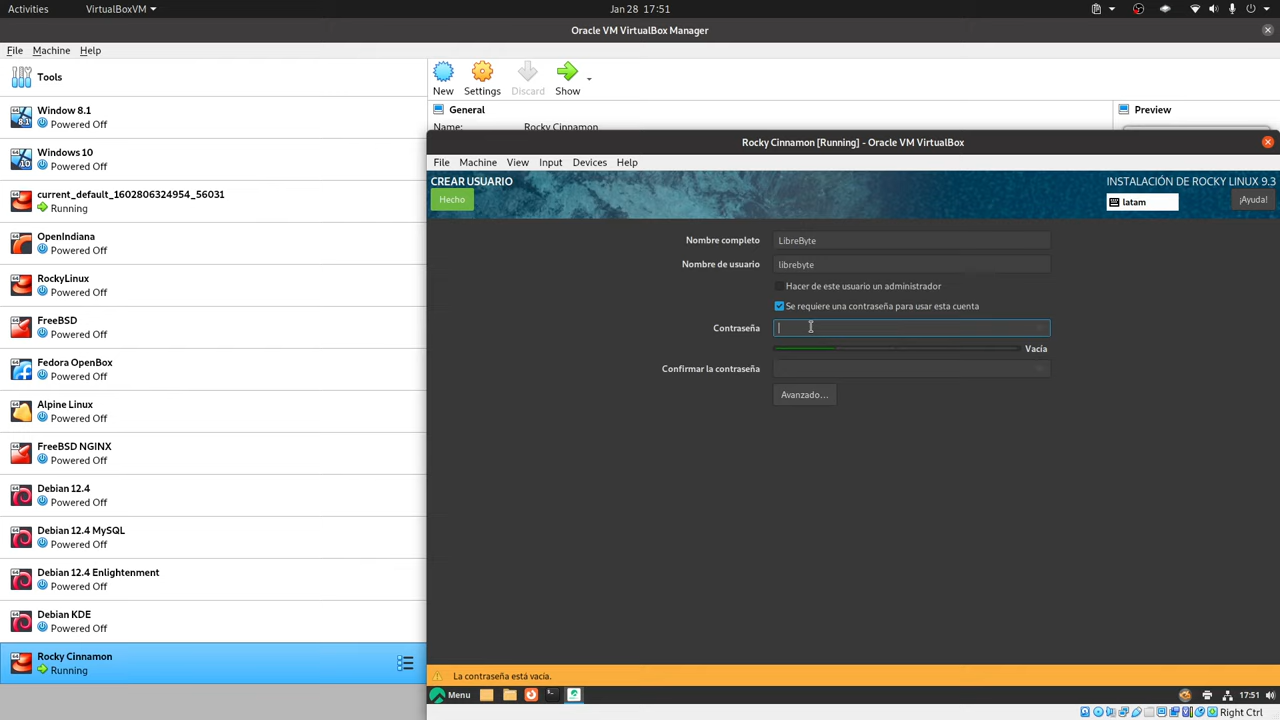 Activities VirtualBoxVM Jan 28 17:51
Oracle VM VirtualBox Manager
File Machine Help
Tools
New Settings Discard Show
General
Preview
Name: Rocky Cinnamon
Window 8.1
Powered Off
Windows 10
Powered Off
current_default_1602806324954_56031
Running
OpenIndiana
Powered Off
RockyLinux
Powered Off
FreeBSD
Powered Off
Fedora OpenBox
Powered Off
Alpine Linux
Powered Off
FreeBSD NGINX
Powered Off
Debian 12.4
Powered Off
Debian 12.4 MySQL
Powered Off
Debian 12.4 Enlightenment
Powered Off
Debian KDE
Powered Off
Rocky Cinnamon
Running
Rocky Cinnamon [Running] - Oracle VM VirtualBox
File Machine View Input Devices Help
CREAR USUARIO
INSTALACIÓN DE ROCKY LINUX 9.3
Hecho
latam
¡Ayuda!
Nombre completo LibreByte
Nombre de usuario librebyte
Hacer de este usuario un administrador
Se requiere una contraseña para usar esta cuenta
Contraseña
Vacía
Confirmar la contraseña
Avanzado...
La contraseña está vacía.
Menu 17:51
Right Ctrl